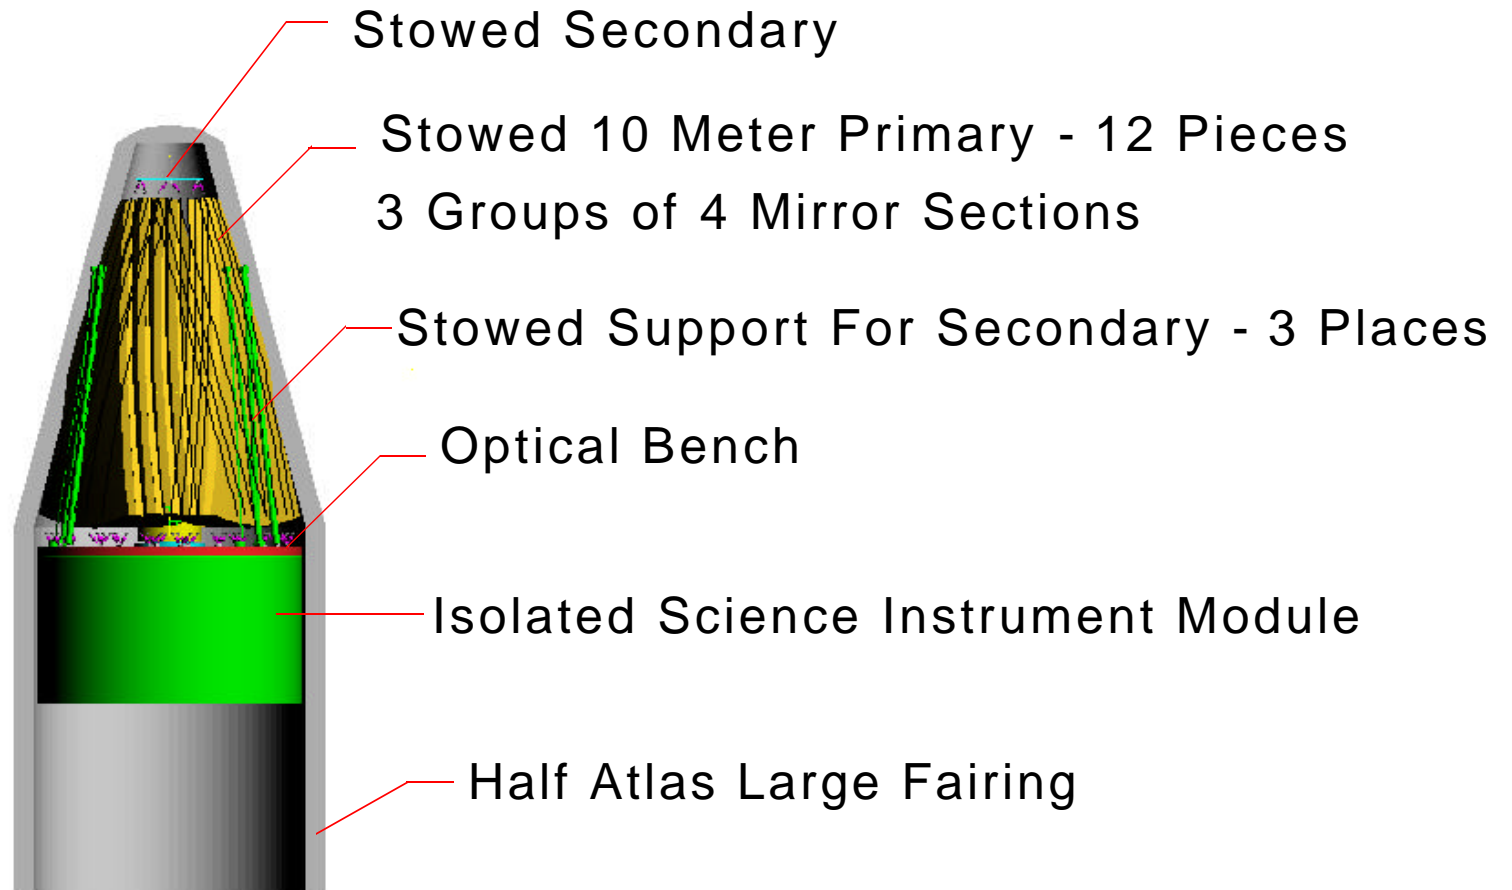 Stowed Secondary
Stowed 10 Meter Primary - 12 Pieces
3 Groups of 4 Mirror Sections
Stowed Support For Secondary - 3 Places
Optical Bench
Isolated Science Instrument Module
Half Atlas Large Fairing